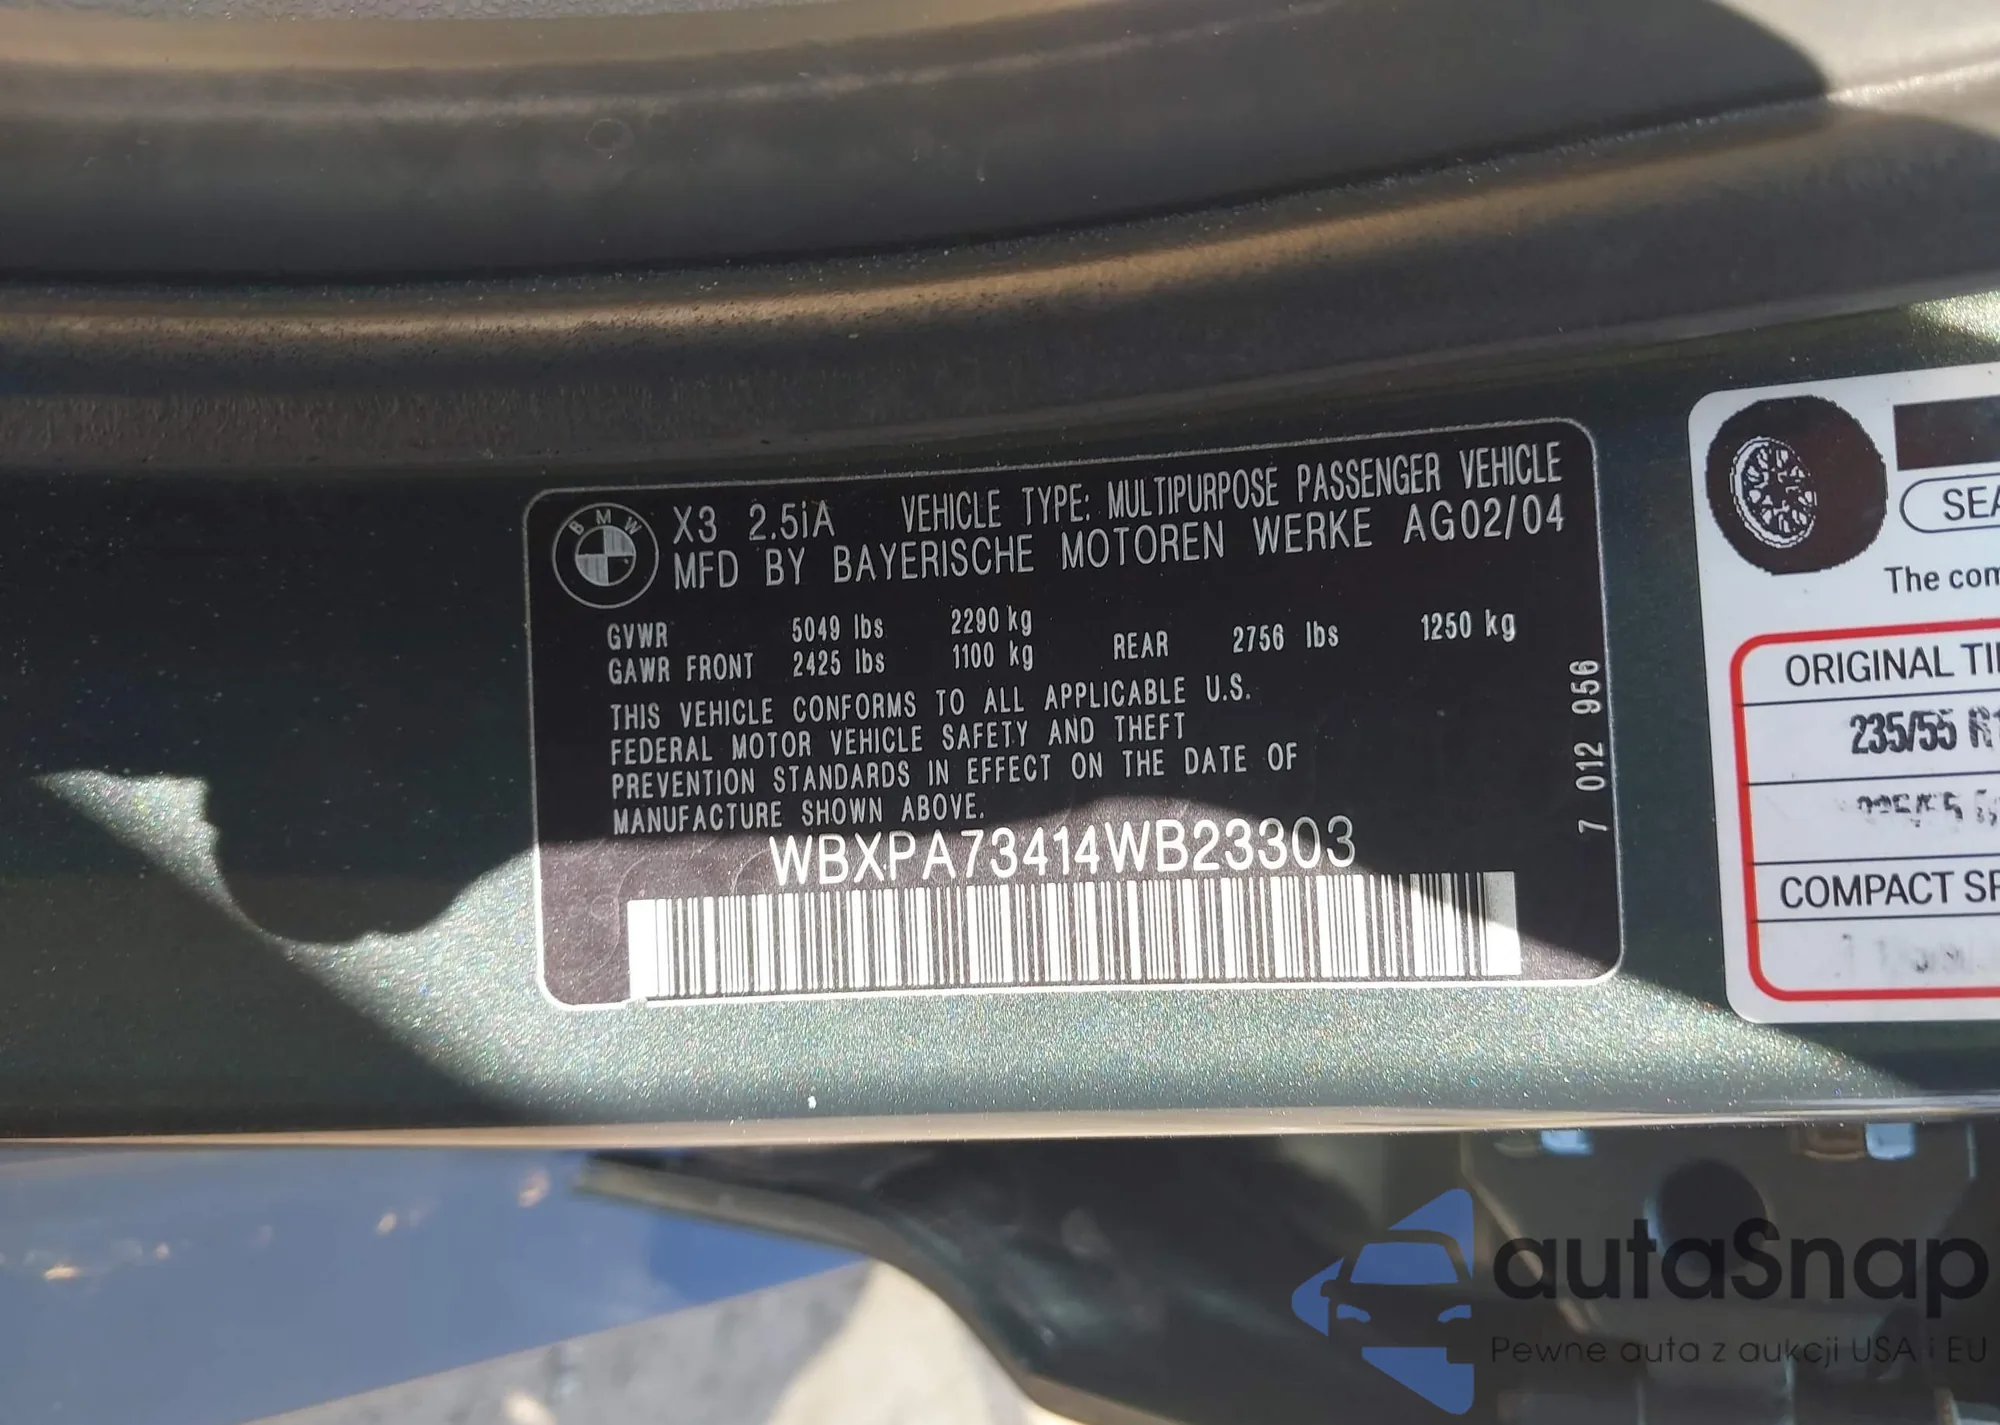 BMW
X3 2.5iA VEHICLE TYPE: MULTIPURPOSE PASSENGER VEHICLE
MFD BY BAYERISCHE MOTOREN WERKE AG02/04
GVWR 5049 lbs 2290 kg
GAWR FRONT 2425 lbs 1100 kg REAR 2756 lbs 1250 kg
THIS VEHICLE CONFORMS TO ALL APPLICABLE U.S.
FEDERAL MOTOR VEHICLE SAFETY AND THEFT
PREVENTION STANDARDS IN EFFECT ON THE DATE OF
MANUFACTURE SHOWN ABOVE.
WBXPA73414WB23303
7 012 956
SEA
The com
ORIGINAL TI
235/55 R1
COMPACT SP
autaSnap
Pewne auta z aukcji USA i EU